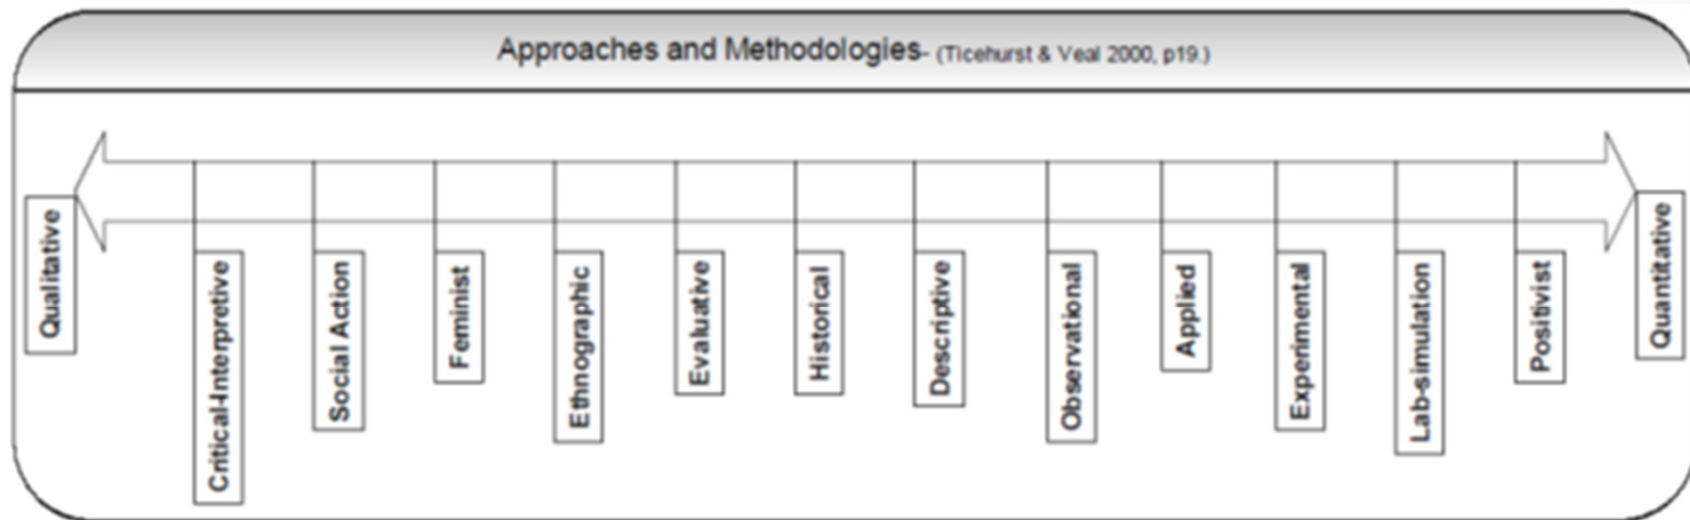 Approaches and Methodologies- (Ticehurst & Veal 2000, p19.)
Qualitative
Critical-Interpretive
Social Action
Feminist
Ethnographic
Evaluative
Historical
Descriptive
Observational
Applied
Experimental
Lab-simulation
Positivist
Quantitative